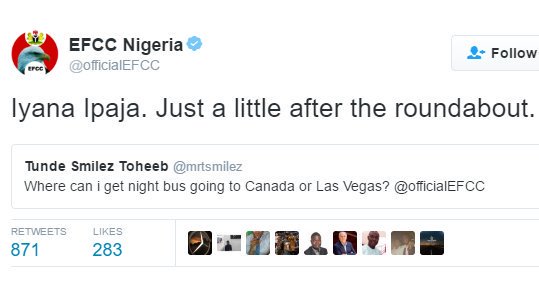 EFCC Nigeria
@officialEFCC
Follow
Iyana Ipaja. Just a little after the roundabout.
Tunde Smilez Toheeb @mrtsmilez
Where can i get night bus going to Canada or Las Vegas? @officialEFCC
RETWEETS LIKES
871 283
EFCC